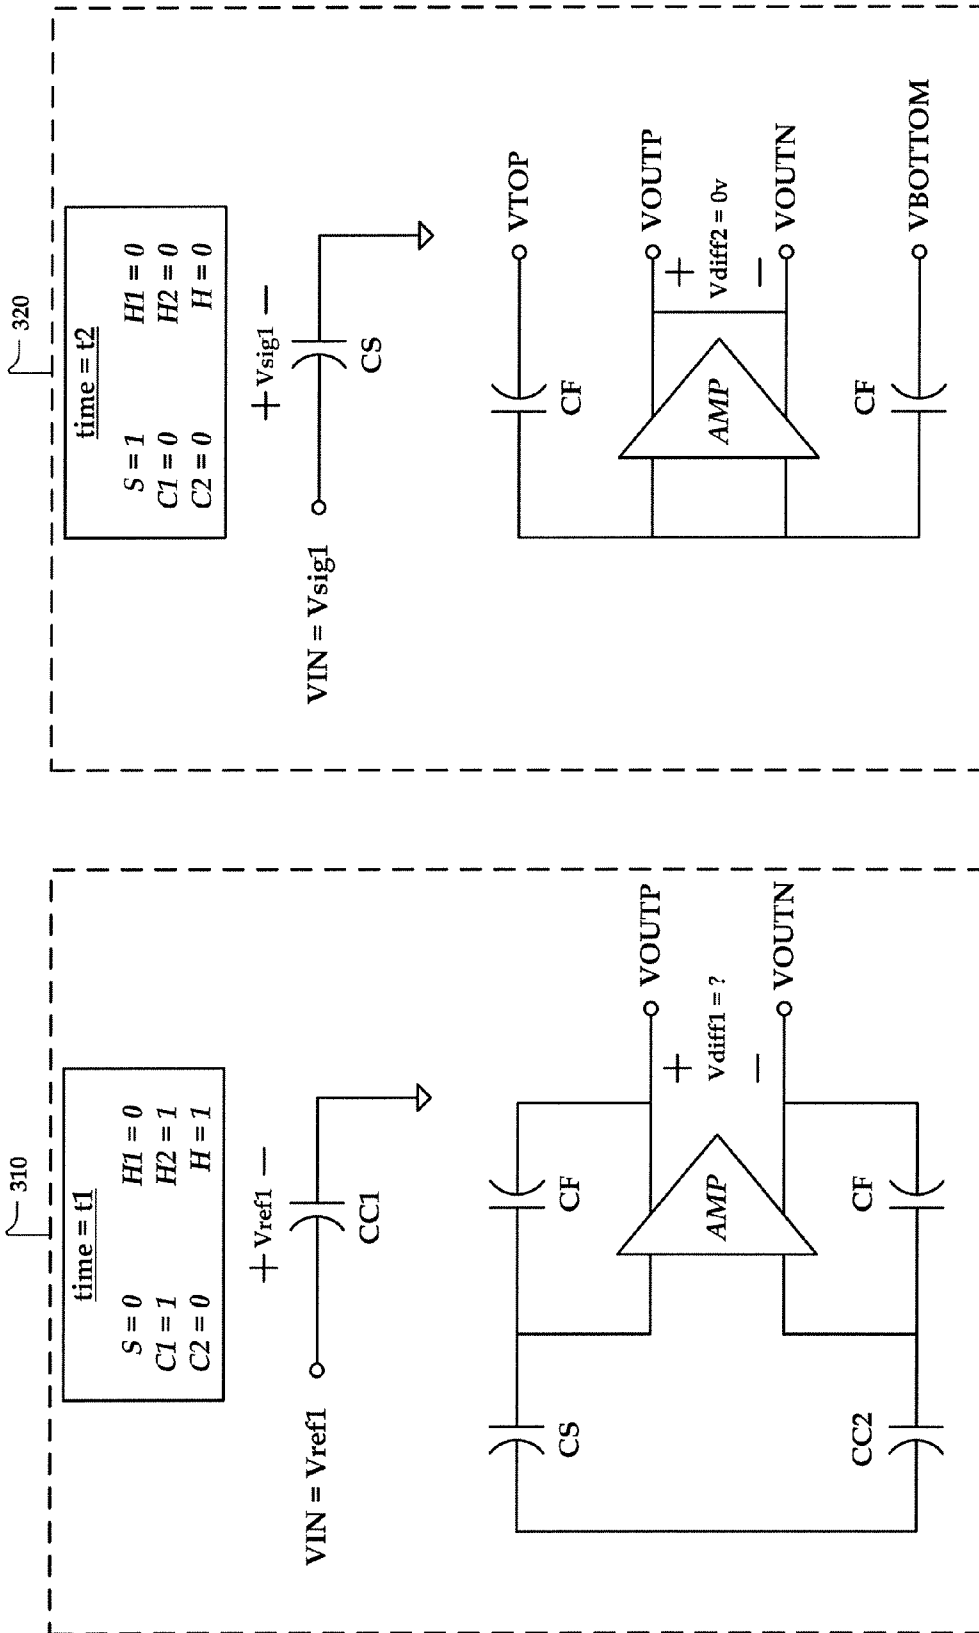 310
time = t1
S = 0 H1 = 0
C1 = 1 H2 = 1
C2 = 0 H = 1
+ Vref1 −
VIN = Vref1
CC1
CS
CF
VOUTP
+
AMP
Vdiff1 = ?
−
VOUTN
CC2
CF
320
time = t2
S = 1 H1 = 0
C1 = 0 H2 = 0
C2 = 0 H = 0
+ Vsig1 −
VIN = Vsig1
CS
VTOP
CF
VOUTP
+
AMP
Vdiff2 = 0v
−
VOUTN
CF
VBOTTOM